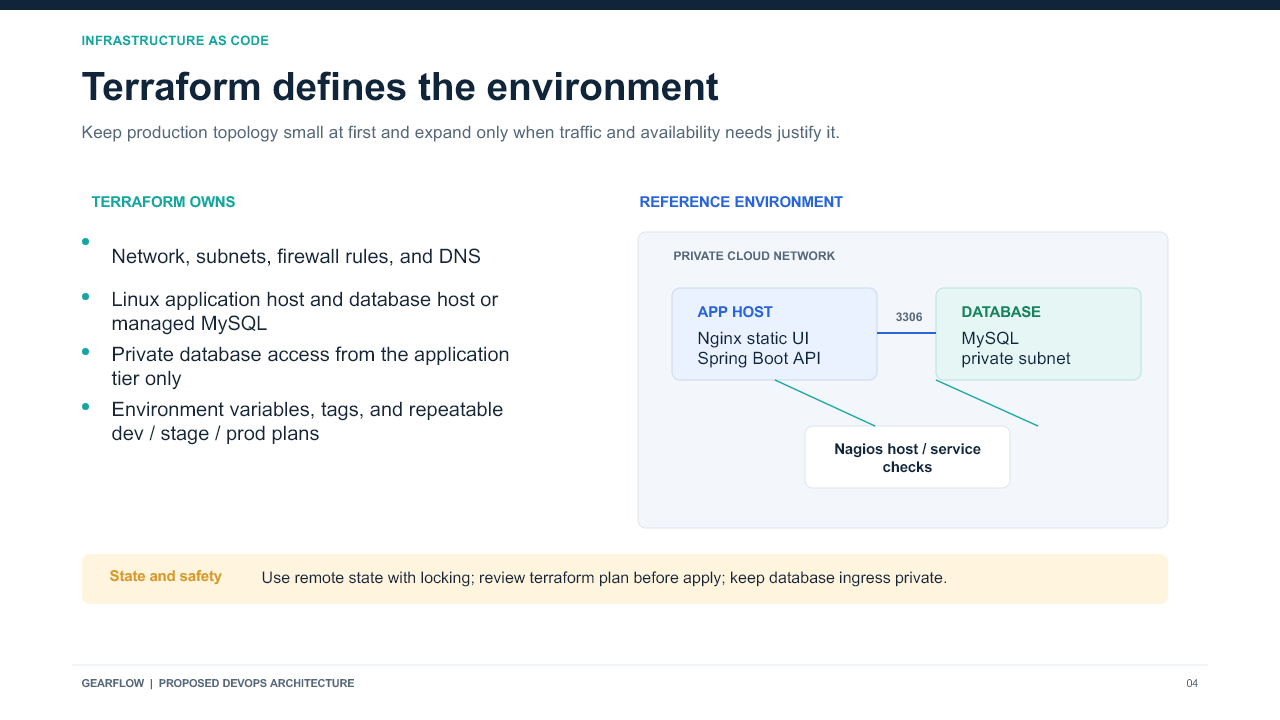 INFRASTRUCTURE AS CODE
Terraform defines the environment
Keep production topology small at first and expand only when traffic and availability needs justify it.
TERRAFORM OWNS
• Network, subnets, firewall rules, and DNS
• Linux application host and database host or
managed MySQL
• Private database access from the application
tier only
• Environment variables, tags, and repeatable
dev / stage / prod plans
REFERENCE ENVIRONMENT
PRIVATE CLOUD NETWORK
APP HOST
Nginx static UI
Spring Boot API
3306
DATABASE
MySQL
private subnet
Nagios host / service
checks
State and safety
Use remote state with locking; review terraform plan before apply; keep database ingress private.
GEARFLOW | PROPOSED DEVOPS ARCHITECTURE
04